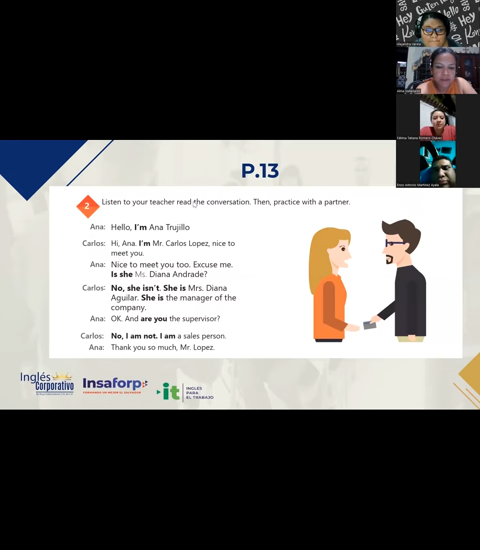 P.13
2
Listen to your teacher read the conversation. Then, practice with a partner.
Ana: Hello, I'm Ana Trujillo
Carlos: Hi, Ana. I'm Mr. Carlos Lopez, nice to
meet you.
Ana: Nice to meet you too. Excuse me.
Is she Ms. Diana Andrade?
Carlos: No, she isn't. She is Mrs. Diana
Aguilar. She is the manager of the
company.
Ana: OK. And are you the supervisor?
Carlos: No, I am not. I am a sales person.
Ana: Thank you so much, Mr. Lopez.
Inglés
Corporativo
Insaforp
it
INGLÉS
PARA EL
TRABAJO
Hey
Hello